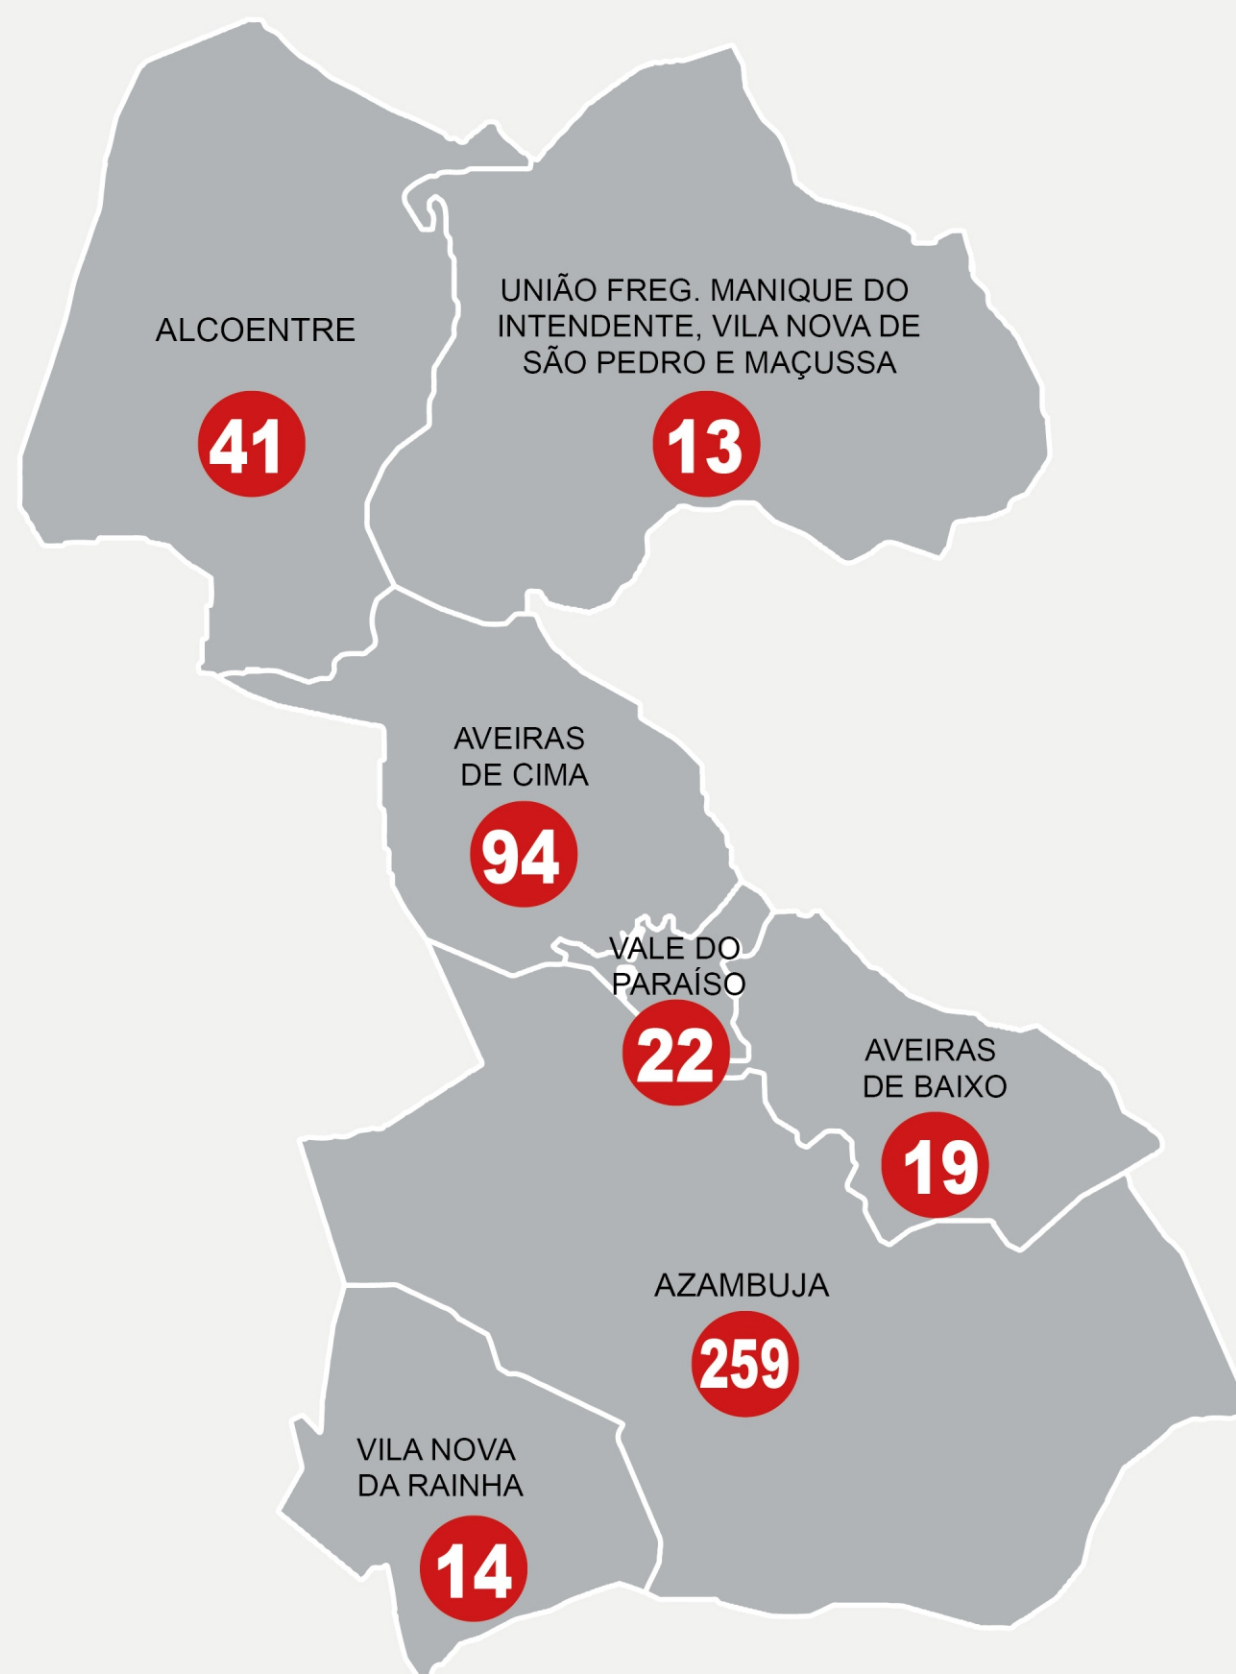 ALCOENTRE
41
UNIÃO FREG. MANIQUE DO
INTENDENTE, VILA NOVA DE
SÃO PEDRO E MAÇUSSA
13
AVEIRAS
DE CIMA
94
VALE DO
PARAÍSO
22
AVEIRAS
DE BAIXO
19
AZAMBUJA
259
VILA NOVA
DA RAINHA
14